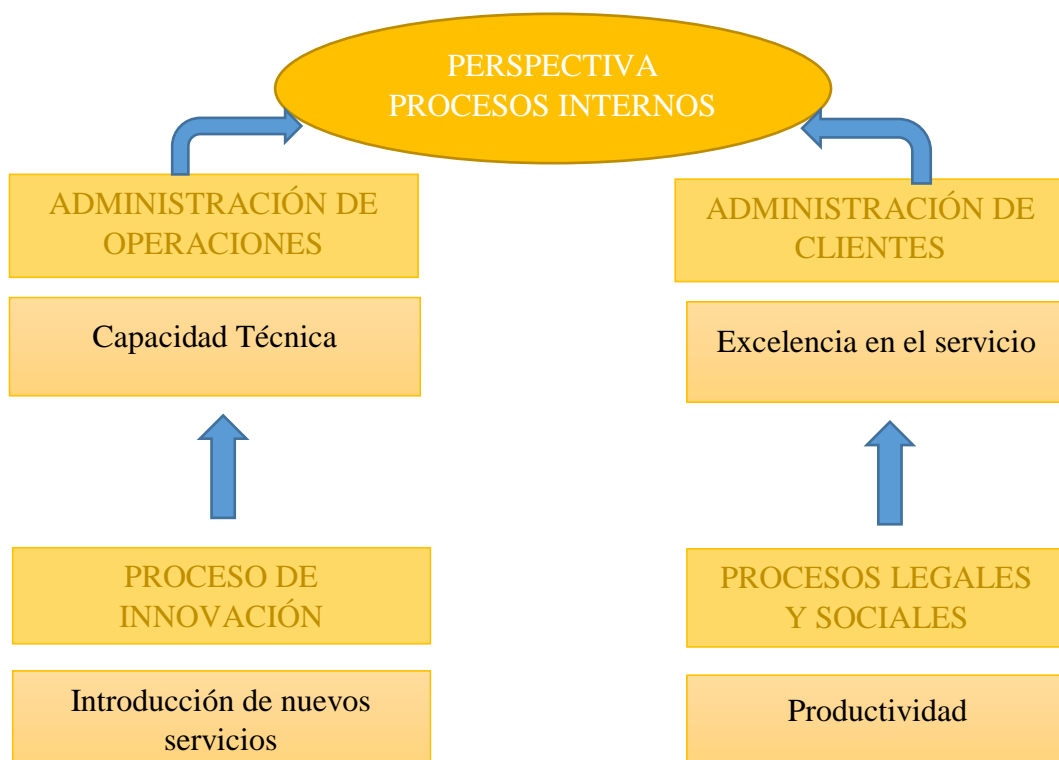 PERSPECTIVA
PROCESOS INTERNOS
ADMINISTRACIÓN DE
OPERACIONES
ADMINISTRACIÓN DE
CLIENTES
Capacidad Técnica
Excelencia en el servicio
PROCESO DE
INNOVACIÓN
PROCESOS LEGALES
Y SOCIALES
Introducción de nuevos
servicios
Productividad